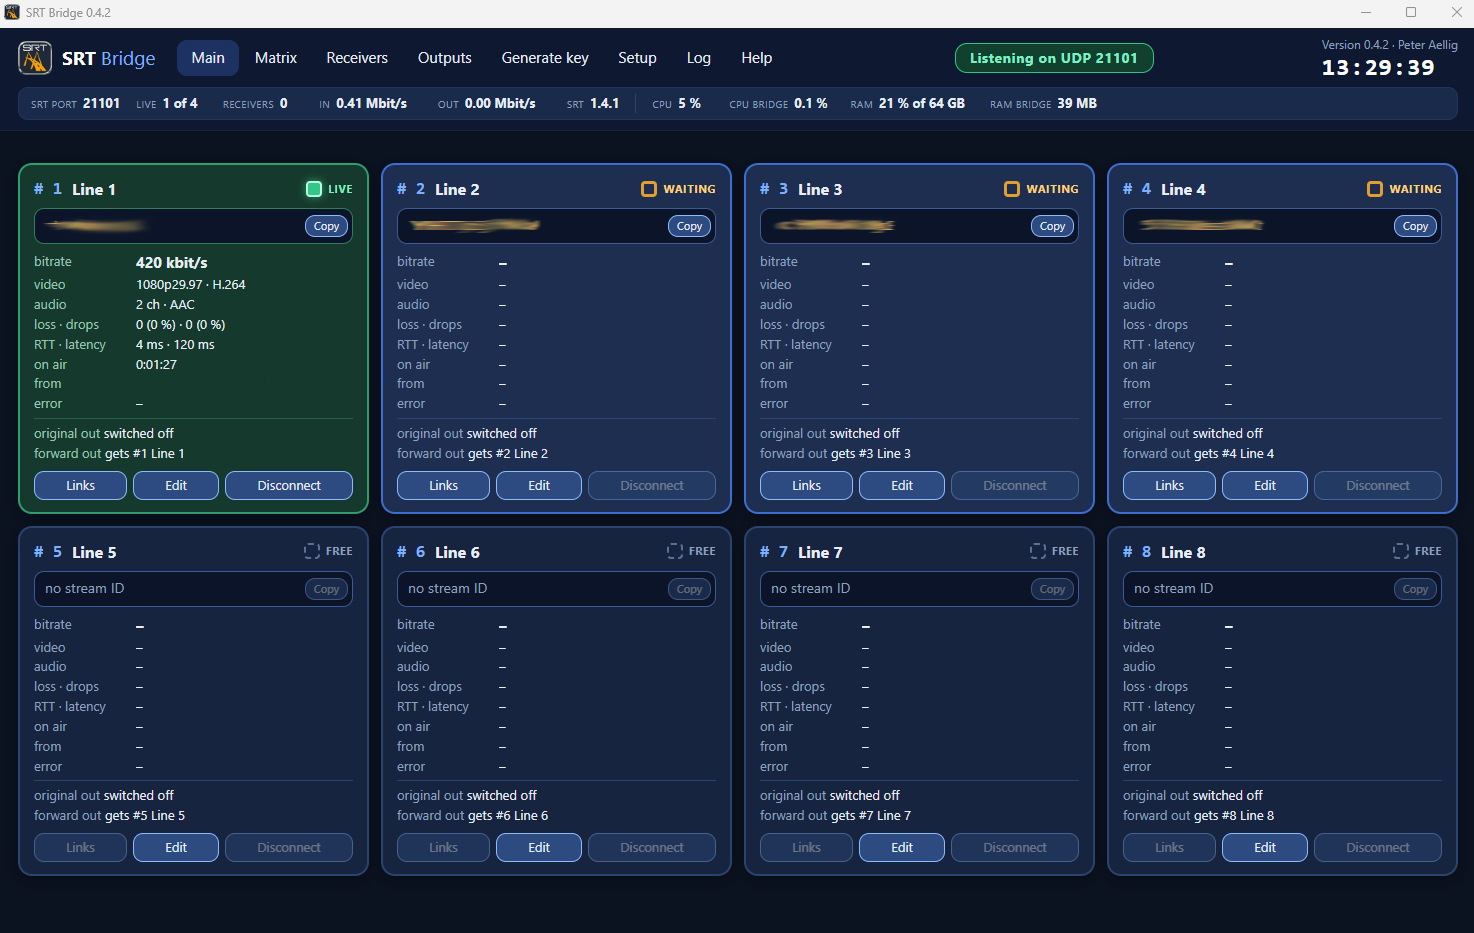 SRT Bridge 0.4.2
SRT
SRT Bridge
Main
Matrix
Receivers
Outputs
Generate key
Setup
Log
Help
Listening on UDP 21101
Version 0.4.2 · Peter Aellig
13:29:39
SRT PORT 21101
LIVE 1 of 4
RECEIVERS 0
IN 0.41 Mbit/s
OUT 0.00 Mbit/s
SRT 1.4.1
CPU 5 %
CPU BRIDGE 0.1 %
RAM 21 % of 64 GB
RAM BRIDGE 39 MB
# 1 Line 1 LIVE
Copy
bitrate 420 kbit/s
video 1080p29.97 · H.264
audio 2 ch · AAC
loss · drops 0 (0 %) · 0 (0 %)
RTT · latency 4 ms · 120 ms
on air 0:01:27
from
error –
original out switched off
forward out gets #1 Line 1
Links Edit Disconnect
# 2 Line 2 WAITING
Copy
bitrate –
video –
audio –
loss · drops –
RTT · latency –
on air –
from –
error –
original out switched off
forward out gets #2 Line 2
Links Edit Disconnect
# 3 Line 3 WAITING
Copy
bitrate –
video –
audio –
loss · drops –
RTT · latency –
on air –
from –
error –
original out switched off
forward out gets #3 Line 3
Links Edit Disconnect
# 4 Line 4 WAITING
Copy
bitrate –
video –
audio –
loss · drops –
RTT · latency –
on air –
from –
error –
original out switched off
forward out gets #4 Line 4
Links Edit Disconnect
# 5 Line 5 FREE
no stream ID Copy
bitrate –
video –
audio –
loss · drops –
RTT · latency –
on air –
from –
error –
original out switched off
forward out gets #5 Line 5
Links Edit Disconnect
# 6 Line 6 FREE
no stream ID Copy
bitrate –
video –
audio –
loss · drops –
RTT · latency –
on air –
from –
error –
original out switched off
forward out gets #6 Line 6
Links Edit Disconnect
# 7 Line 7 FREE
no stream ID Copy
bitrate –
video –
audio –
loss · drops –
RTT · latency –
on air –
from –
error –
original out switched off
forward out gets #7 Line 7
Links Edit Disconnect
# 8 Line 8 FREE
no stream ID Copy
bitrate –
video –
audio –
loss · drops –
RTT · latency –
on air –
from –
error –
original out switched off
forward out gets #8 Line 8
Links Edit Disconnect